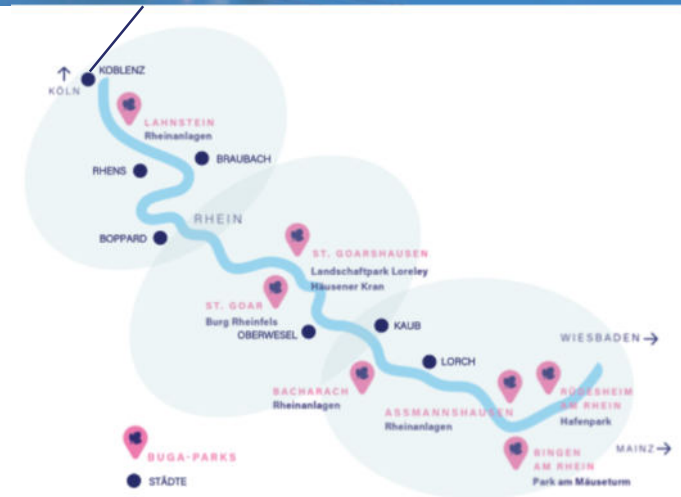 KOBLENZ
KÖLN
LAHNSTEIN
Rheinanlagen
BRAUBACH
RHENS
RHEIN
BOPPARD
ST. GOARSHAUSEN
Landschaftpark Loreley
Hausener Kran
ST. GOAR
Burg Rheinfels
OBERWESEL
KAUB
WIESBADEN
LORCH
BACHARACH
Rheinanlagen
ASSMANNSHAUSEN
Rheinanlagen
RÜDESHEIM
AM RHEIN
Hafenpark
BINGEN
AM RHEIN
Park am Mäuseturm
MAINZ
BUGA-PARKS
STÄDTE